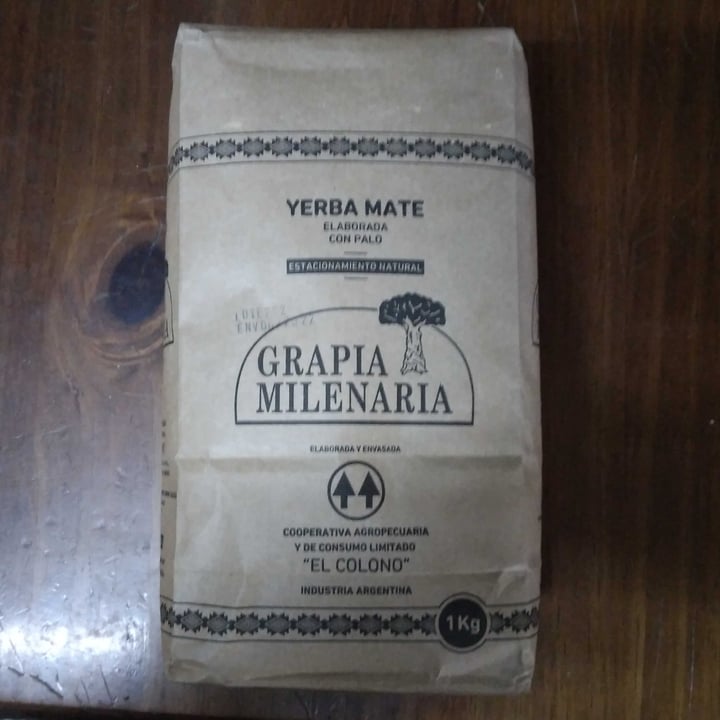 YERBA MATE
ELABORADA
CON PALO
ESTACIONAMIENTO NATURAL
GRAPIA
MILENARIA
ELABORADA Y ENVASADA
COOPERATIVA AGROPECUARIA
Y DE CONSUMO LIMITADO
"EL COLONO"
INDUSTRIA ARGENTINA
1Kg